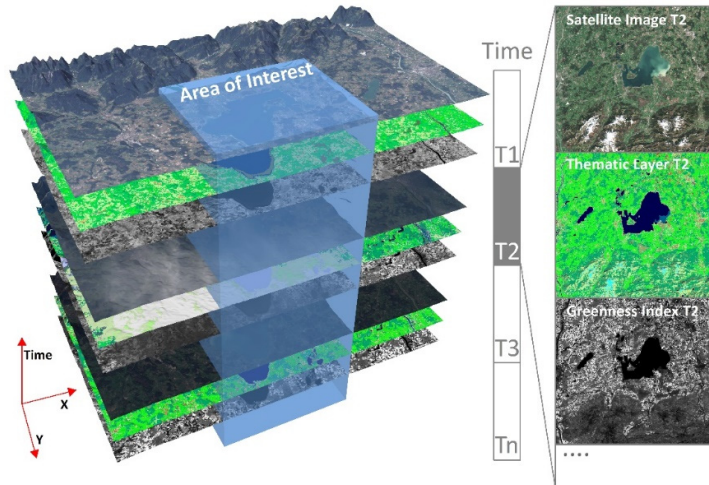 Area of Interest
Time
T1
T2
T3
Tn
Satellite Image T2
Thematic Layer T2
Greenness Index T2
....
Time
X
Y